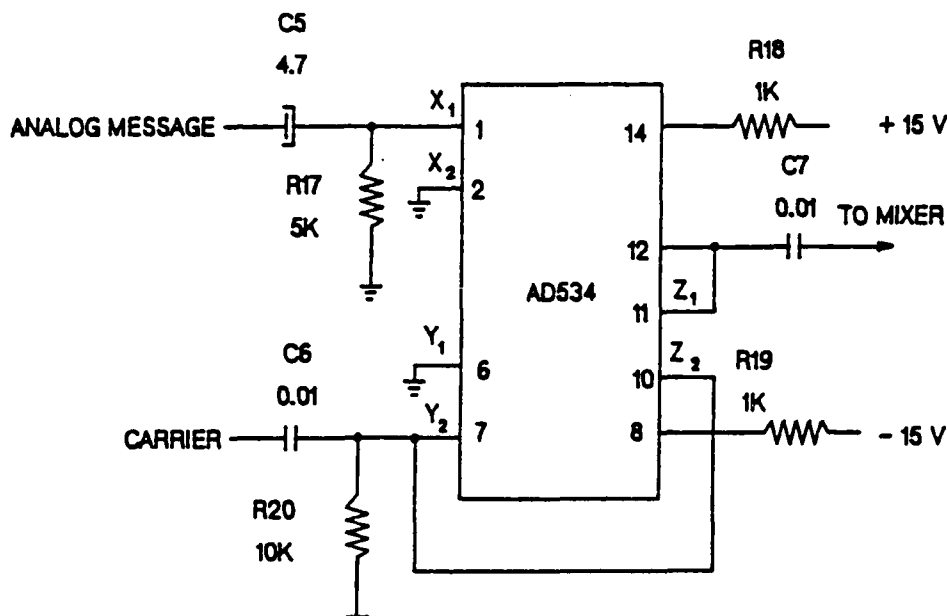 C5
4.7
ANALOG MESSAGE
X1
1
X2
2
R17
5K
R18
1K
14
+ 15 V
C7
0.01
TO MIXER
12
AD534
Z1
11
Y1
6
Z2
10
R19
1K
C6
0.01
Y2
7
CARRIER
8
- 15 V
R20
10K